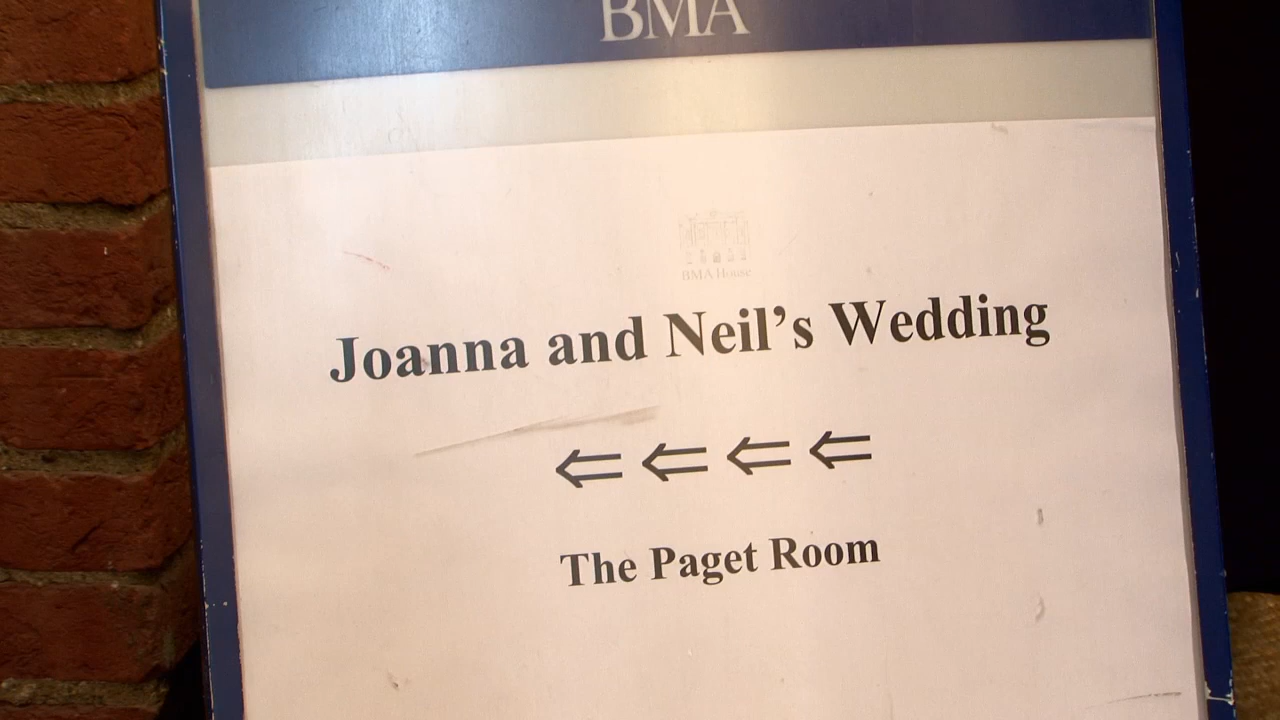 BMA
BMA House
Joanna and Neil's Wedding
⇐ ⇐ ⇐ ⇐
The Paget Room